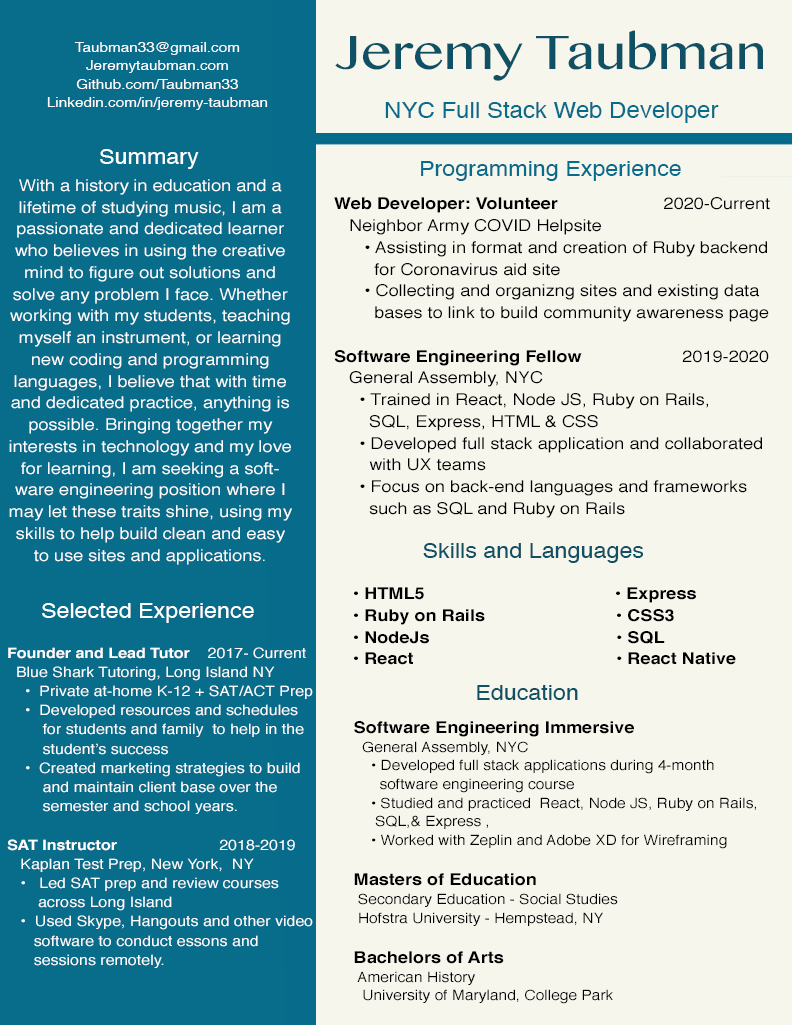 Taubman33@gmail.com
Jeremytaubman.com
Github.com/Taubman33
Linkedin.com/in/jeremy-taubman
Summary
With a history in education and a
lifetime of studying music, I am a
passionate and dedicated learner
who believes in using the creative
mind to figure out solutions and
solve any problem I face. Whether
working with my students, teaching
myself an instrument, or learning
new coding and programming
languages, I believe that with time
and dedicated practice, anything is
possible. Bringing together my
interests in technology and my love
for learning, I am seeking a soft-
ware engineering position where I
may let these traits shine, using my
skills to help build clean and easy
to use sites and applications.
Selected Experience
Founder and Lead Tutor 2017- Current
Blue Shark Tutoring, Long Island NY
• Private at-home K-12 + SAT/ACT Prep
• Developed resources and schedules
for students and family to help in the
student's success
• Created marketing strategies to build
and maintain client base over the
semester and school years.
SAT Instructor 2018-2019
Kaplan Test Prep, New York, NY
• Led SAT prep and review courses
across Long Island
• Used Skype, Hangouts and other video
software to conduct essons and
sessions remotely.
Jeremy Taubman
NYC Full Stack Web Developer
Programming Experience
Web Developer: Volunteer 2020-Current
Neighbor Army COVID Helpsite
• Assisting in format and creation of Ruby backend
for Coronavirus aid site
• Collecting and organizng sites and existing data
bases to link to build community awareness page
Software Engineering Fellow 2019-2020
General Assembly, NYC
• Trained in React, Node JS, Ruby on Rails,
SQL, Express, HTML & CSS
• Developed full stack application and collaborated
with UX teams
• Focus on back-end languages and frameworks
such as SQL and Ruby on Rails
Skills and Languages
• HTML5 • Express
• Ruby on Rails • CSS3
• NodeJs • SQL
• React • React Native
Education
Software Engineering Immersive
General Assembly, NYC
• Developed full stack applications during 4-month
software engineering course
• Studied and practiced React, Node JS, Ruby on Rails,
SQL,& Express ,
• Worked with Zeplin and Adobe XD for Wireframing
Masters of Education
Secondary Education - Social Studies
Hofstra University - Hempstead, NY
Bachelors of Arts
American History
University of Maryland, College Park